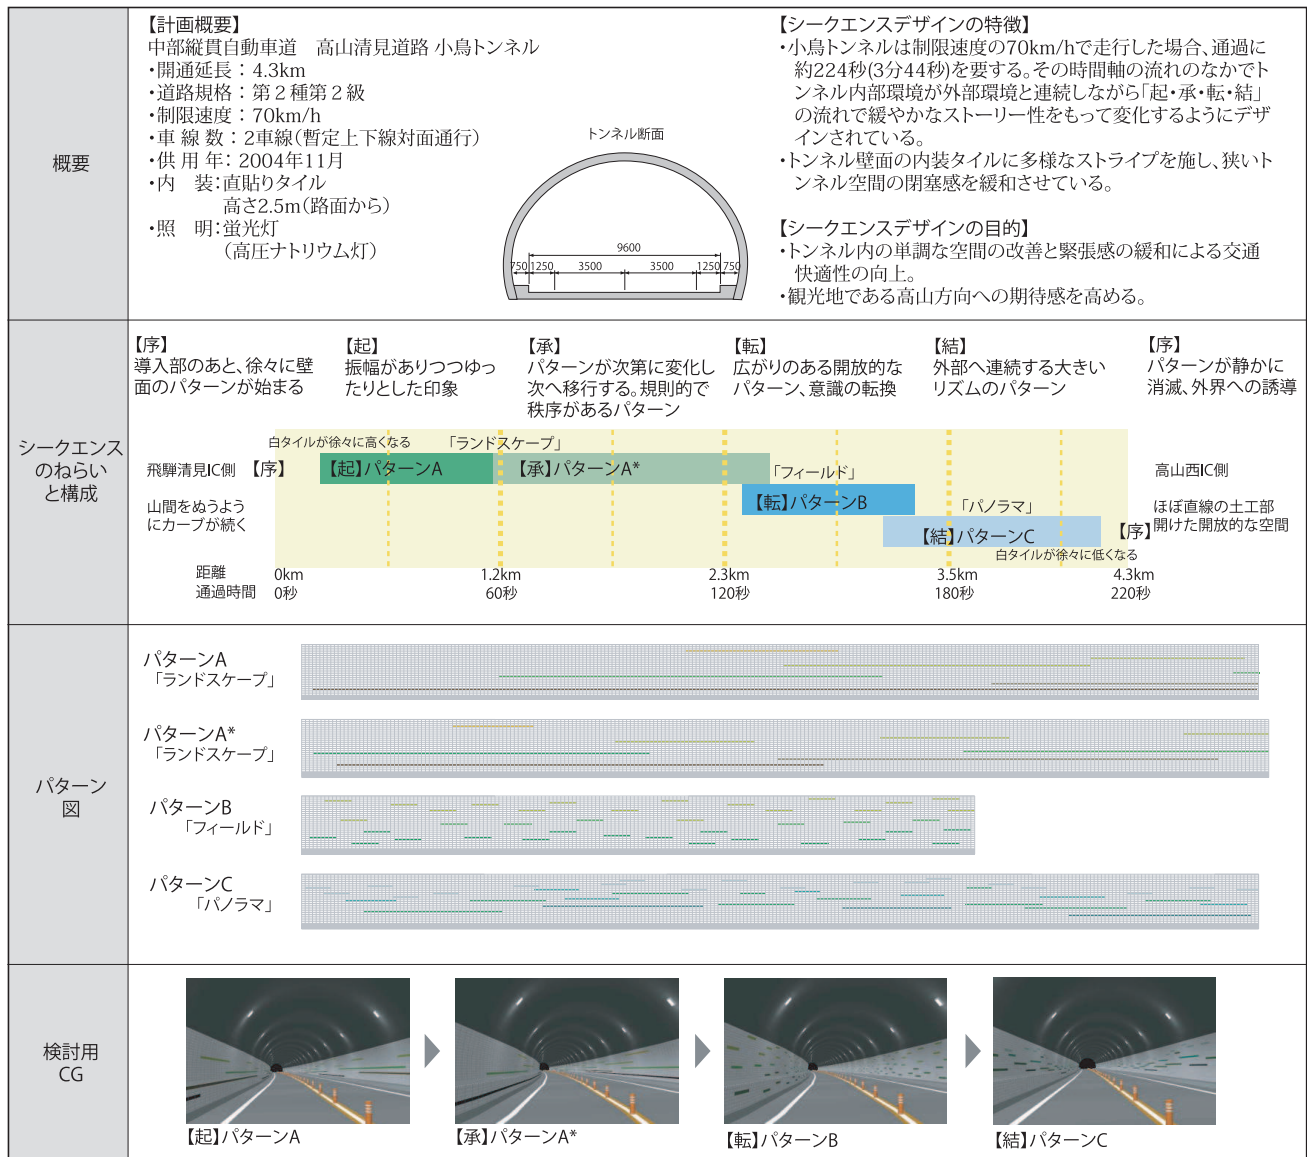 概要
【計画概要】
中部縦貫自動車道　高山清見道路 小鳥トンネル
・開通延長 ： 4.3km
・道路規格 ： 第２種第２級
・制限速度 ： 70km/h
・車 線 数 ： 2車線（暫定上下線対面通行）
・供 用 年 ： 2004年11月
・内　装 ：直貼りタイル
高さ2.5m（路面から）
・照　明 ：蛍光灯
（高圧ナトリウム灯）
トンネル断面
9600
750 1250 3500 3500 1250 750
【シークエンスデザインの特徴】
・小鳥トンネルは制限速度の70km/hで走行した場合、通過に
約224秒(3分44秒)を要する。その時間軸の流れのなかでト
ンネル内部環境が外部環境と連続しながら「起・承・転・結」
の流れで緩やかなストーリー性をもって変化するようにデザ
インされている。
・トンネル壁面の内装タイルに多様なストライプを施し、狭いト
ンネル空間の閉塞感を緩和させている。
【シークエンスデザインの目的】
・トンネル内の単調な空間の改善と緊張感の緩和による交通
快適性の向上。
・観光地である高山方向への期待感を高める。
シークエンス
のねらい
と構成
【序】
導入部のあと、徐々に壁
面のパターンが始まる
【起】
振幅がありつつゆっ
たりとした印象
【承】
パターンが次第に変化し
次へ移行する。規則的で
秩序があるパターン
【転】
広がりのある開放的な
パターン、意識の転換
【結】
外部へ連続する大きい
リズムのパターン
【序】
パターンが静かに
消滅、外界への誘導
白タイルが徐々に高くなる
「ランドスケープ」
飛騨清見IC側
【序】
【起】パターンA
【承】パターンA*
「フィールド」
高山西IC側
山間をぬうよう
にカーブが続く
【転】パターンB
「パノラマ」
ほぼ直線の土工部
開けた開放的な空間
【結】パターンC
【序】
白タイルが徐々に低くなる
距離 0km 1.2km 2.3km 3.5km 4.3km
通過時間 0秒 60秒 120秒 180秒 220秒
パターン
図
パターンA
「ランドスケープ」
パターンA*
「ランドスケープ」
パターンB
「フィールド」
パターンC
「パノラマ」
検討用
CG
【起】パターンA
【承】パターンA*
【転】パターンB
【結】パターンC